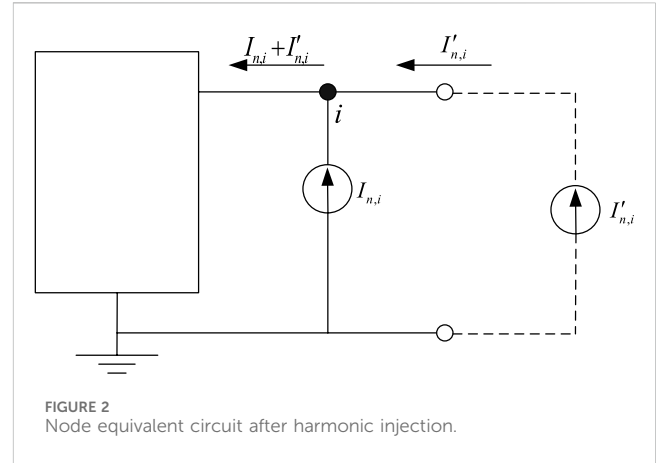 I_{n,i}+I'_{n,i}
I'_{n,i}
i
I_{n,i}
I'_{n,i}
FIGURE 2
Node equivalent circuit after harmonic injection.